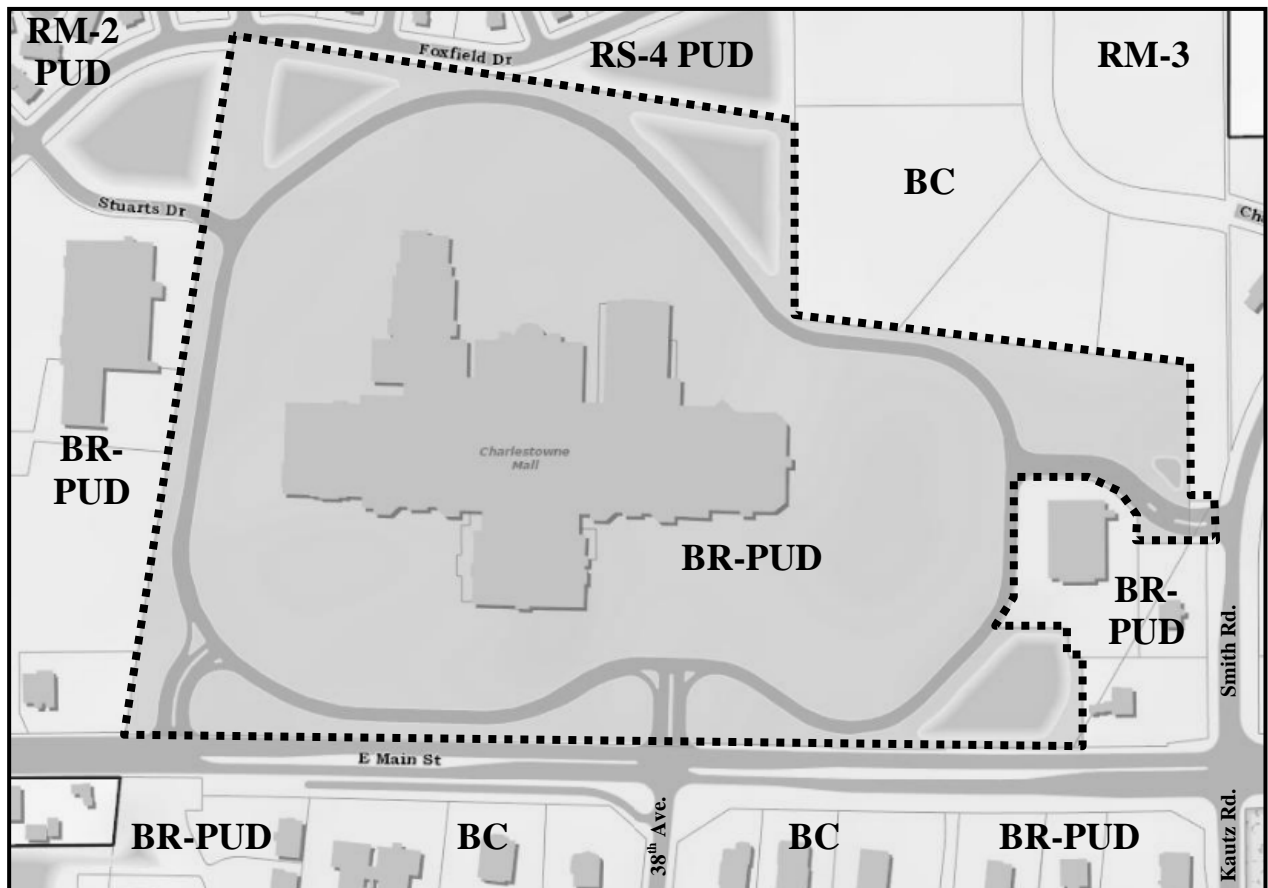 RM-2
PUD
Foxfield Dr
RS-4 PUD
RM-3
BC
Stuarts Dr
BR-
PUD
Charlestowne
Mall
BR-PUD
BR-
PUD
Smith Rd.
E Main St
BR-PUD
BC
38th Ave.
BC
BR-PUD
Kautz Rd.